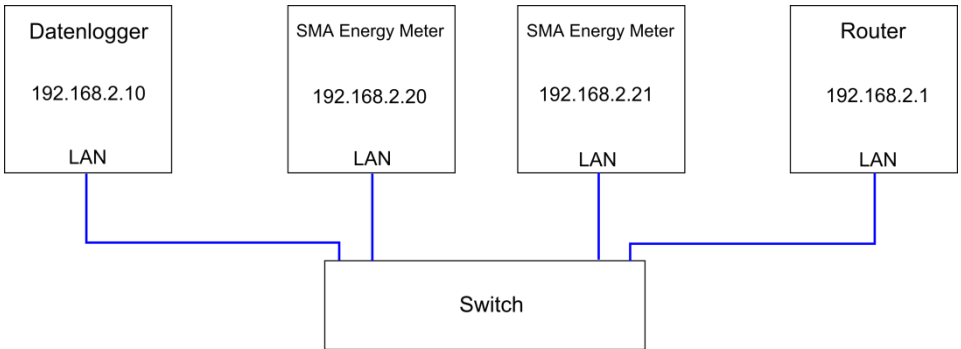 Datenlogger
192.168.2.10
LAN
SMA Energy Meter
192.168.2.20
LAN
SMA Energy Meter
192.168.2.21
LAN
Router
192.168.2.1
LAN
Switch